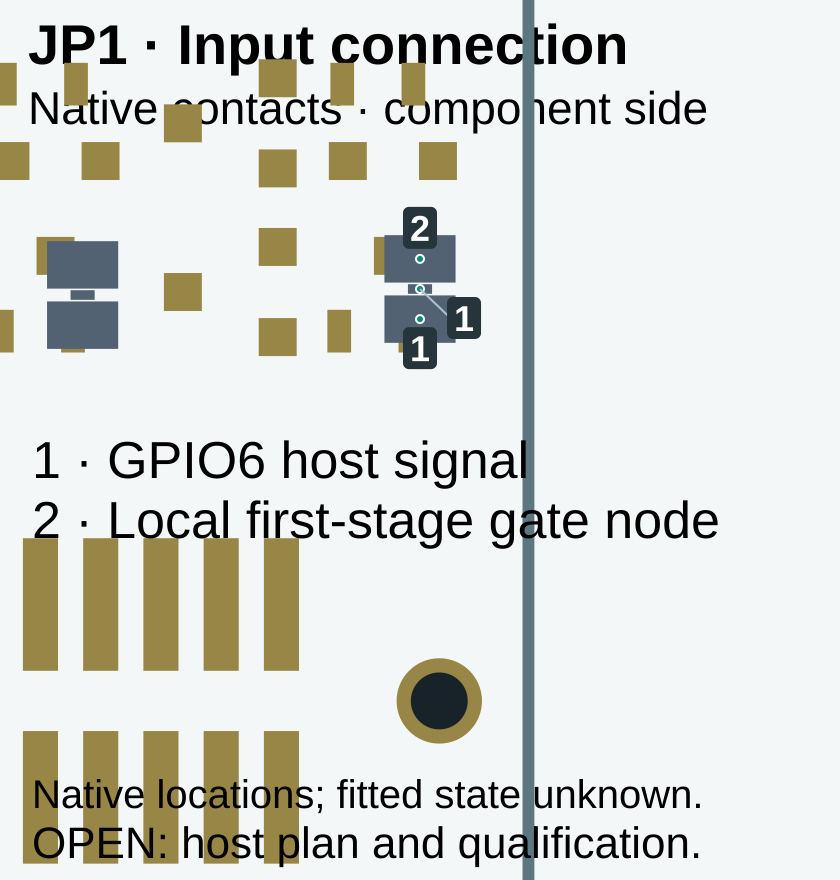 JP1 · Input connection
Native contacts · component side
2
1
1
1 · GPIO6 host signal
2 · Local first-stage gate node
Native locations; fitted state unknown.
OPEN: host plan and qualification.